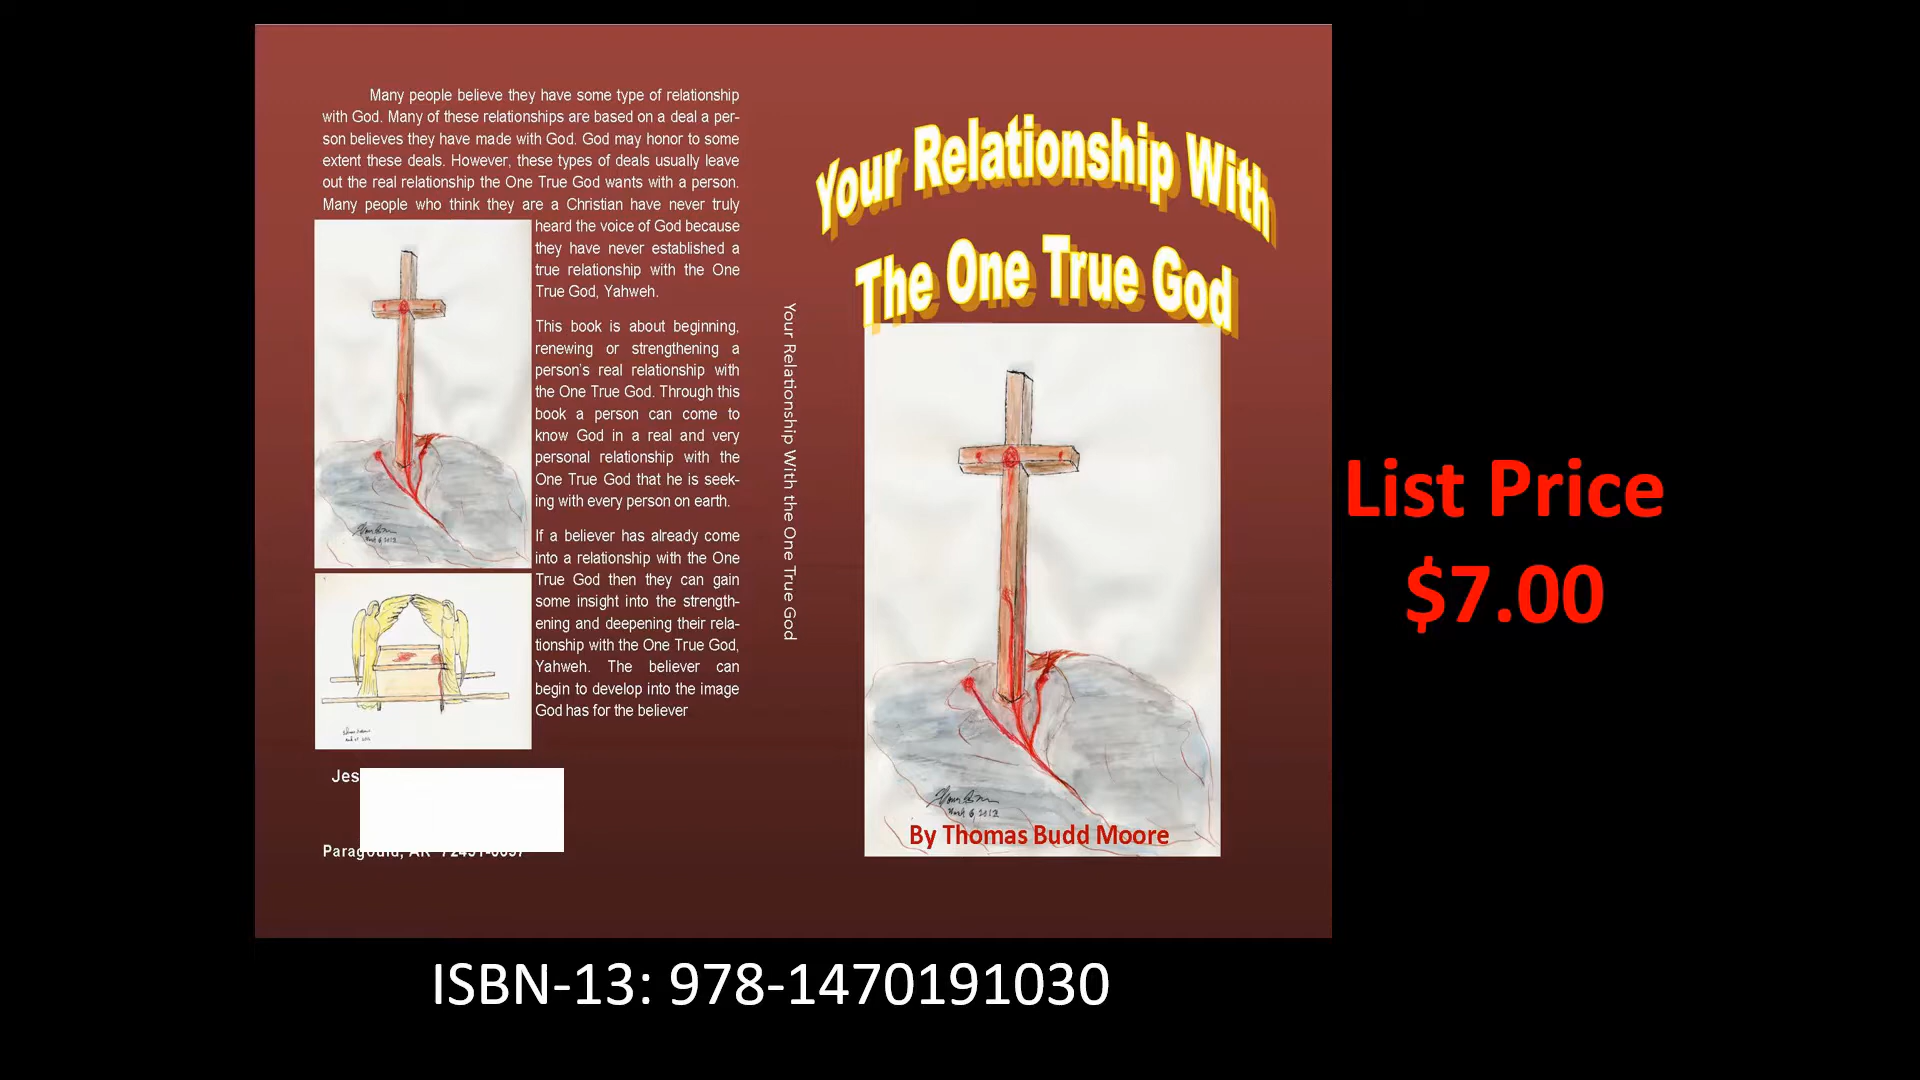 Many people believe they have some type of relationship
with God. Many of these relationships are based on a deal a per-
son believes they have made with God. God may honor to some
extent these deals. However, these types of deals usually leave
out the real relationship the One True God wants with a person.
Many people who think they are a Christian have never truly
heard the voice of God because
they have never established a
true relationship with the One
True God, Yahweh.
This book is about beginning,
renewing or strengthening a
person's real relationship with
the One True God. Through this
book a person can come to
know God in a real and very
personal relationship with the
One True God that he is seek-
ing with every person on earth.
If a believer has already come
into a relationship with the One
True God then they can gain
some insight into the strength-
ening and deepening their rela-
tionship with the One True God,
Yahweh. The believer can
begin to develop into the image
God has for the believer
Jes
Paragould, AR
Your Relationship With the One True God
Your Relationship With
The One True God
By Thomas Budd Moore
List Price
$7.00
ISBN-13: 978-1470191030